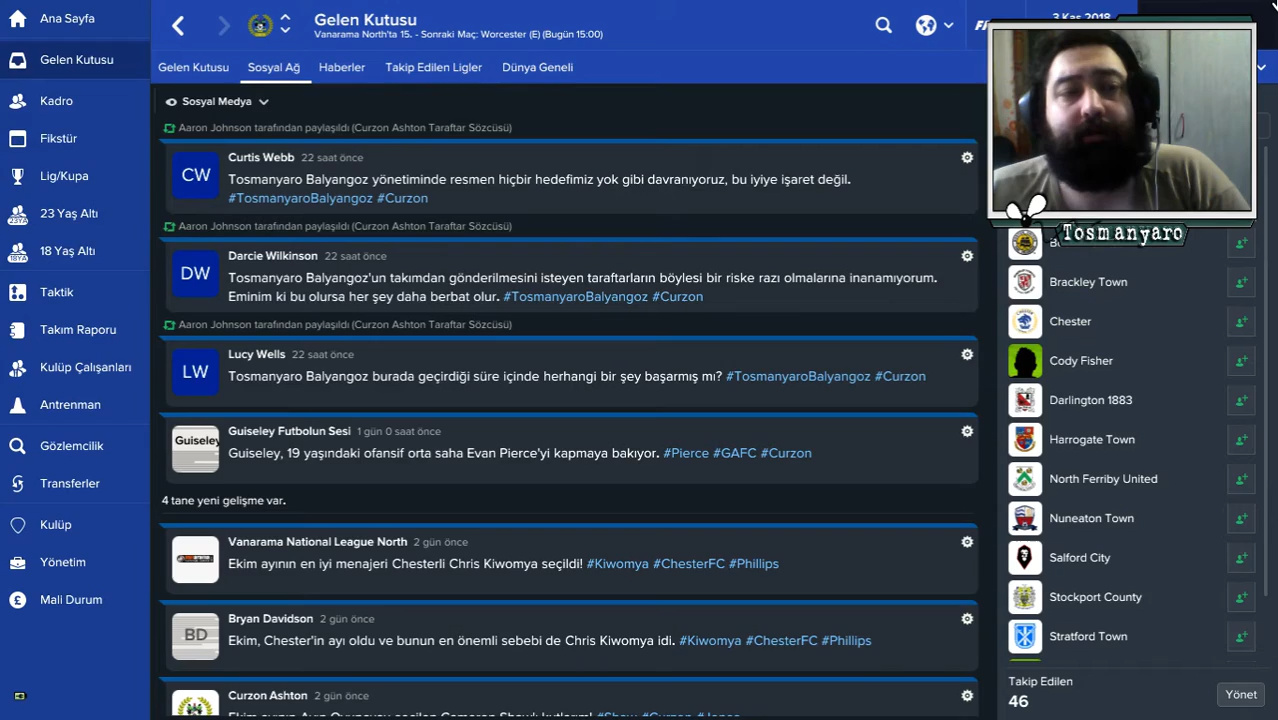 Ana Sayfa
Gelen Kutusu
Kadro
Fikstür
Lig/Kupa
23YA
23 Yaş Altı
18YA
18 Yaş Altı
Taktik
Takım Raporu
Kulüp Çalışanları
Antrenman
Gözlemcilik
Transferler
Kulüp
Yönetim
Mali Durum
Gelen Kutusu
Vanarama North'ta 15. - Sonraki Maç: Worcester (E) (Bugün 15:00)
3 Kas 2018
Gelen Kutusu
Sosyal Ağ
Haberler
Takip Edilen Ligler
Dünya Geneli
Sosyal Medya
Aaron Johnson tarafından paylaşıldı (Curzon Ashton Taraftar Sözcüsü)
CW
Curtis Webb 22 saat önce
Tosmanyaro Balyangoz yönetiminde resmen hiçbir hedefimiz yok gibi davranıyoruz, bu iyiye işaret değil.
#TosmanyaroBalyangoz #Curzon
Aaron Johnson tarafından paylaşıldı (Curzon Ashton Taraftar Sözcüsü)
DW
Darcie Wilkinson 22 saat önce
Tosmanyaro Balyangoz'un takımdan gönderilmesini isteyen taraftarların böylesi bir riske razı olmalarına inanamıyorum.
Eminim ki bu olursa her şey daha berbat olur. #TosmanyaroBalyangoz #Curzon
Aaron Johnson tarafından paylaşıldı (Curzon Ashton Taraftar Sözcüsü)
LW
Lucy Wells 22 saat önce
Tosmanyaro Balyangoz burada geçirdiği süre içinde herhangi bir şey başarmış mı? #TosmanyaroBalyangoz #Curzon
Guiseley
Guiseley Futbolun Sesi 1 gün 0 saat önce
Guiseley, 19 yaşındaki ofansif orta saha Evan Pierce'yi kapmaya bakıyor. #Pierce #GAFC #Curzon
4 tane yeni gelişme var.
Vanarama National League North 2 gün önce
Ekim ayının en iyi menajeri Chesterli Chris Kiwomya seçildi! #Kiwomya #ChesterFC #Phillips
BD
Bryan Davidson 2 gün önce
Ekim, Chester'in ayı oldu ve bunun en önemli sebebi de Chris Kiwomya idi. #Kiwomya #ChesterFC #Phillips
Curzon Ashton 2 gün önce
Tosmanyaro
Brackley Town
Chester
Cody Fisher
Darlington 1883
Harrogate Town
North Ferriby United
Nuneaton Town
Salford City
Stockport County
Stratford Town
Takip Edilen
46
Yönet